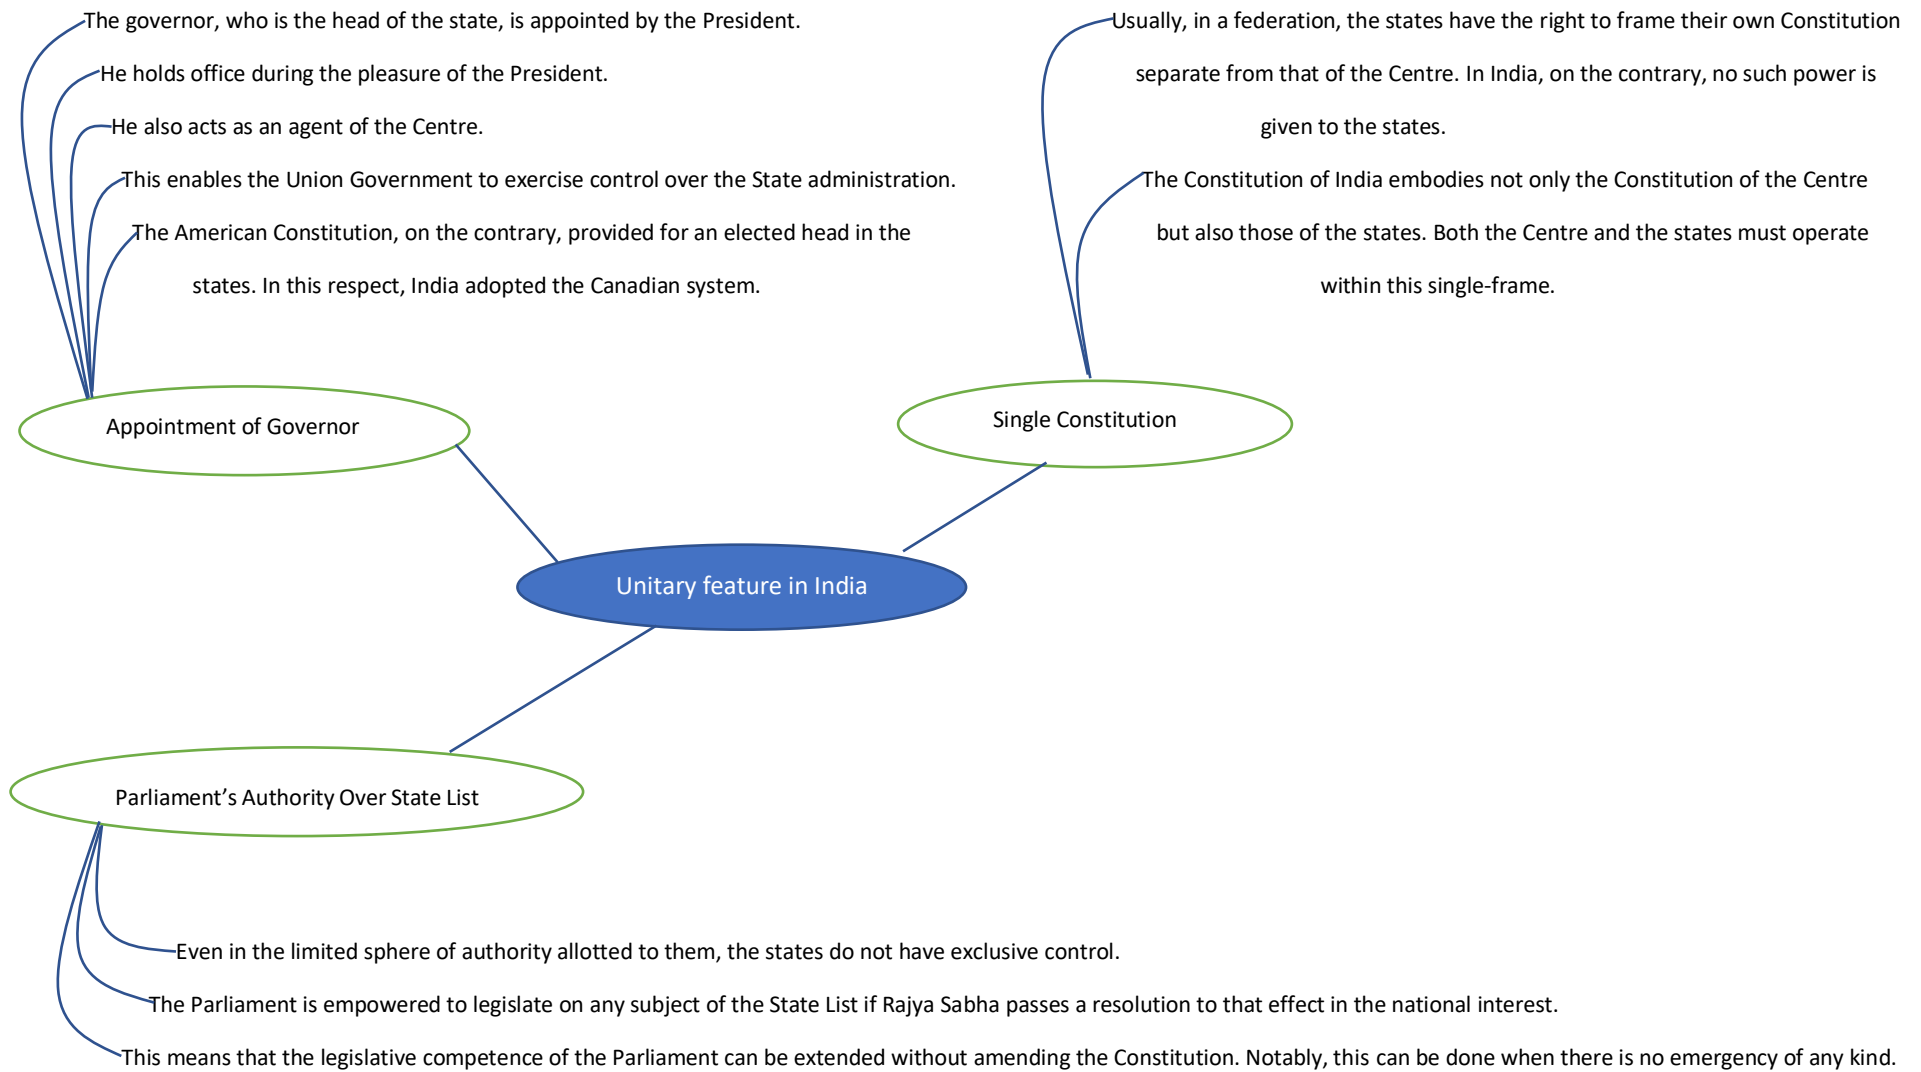 The governor, who is the head of the state, is appointed by the President.
He holds office during the pleasure of the President.
He also acts as an agent of the Centre.
This enables the Union Government to exercise control over the State administration.
The American Constitution, on the contrary, provided for an elected head in the
states. In this respect, India adopted the Canadian system.
Appointment of Governor
Usually, in a federation, the states have the right to frame their own Constitution
separate from that of the Centre. In India, on the contrary, no such power is
given to the states.
The Constitution of India embodies not only the Constitution of the Centre
but also those of the states. Both the Centre and the states must operate
within this single-frame.
Single Constitution
Unitary feature in India
Parliament’s Authority Over State List
Even in the limited sphere of authority allotted to them, the states do not have exclusive control.
The Parliament is empowered to legislate on any subject of the State List if Rajya Sabha passes a resolution to that effect in the national interest.
This means that the legislative competence of the Parliament can be extended without amending the Constitution. Notably, this can be done when there is no emergency of any kind.